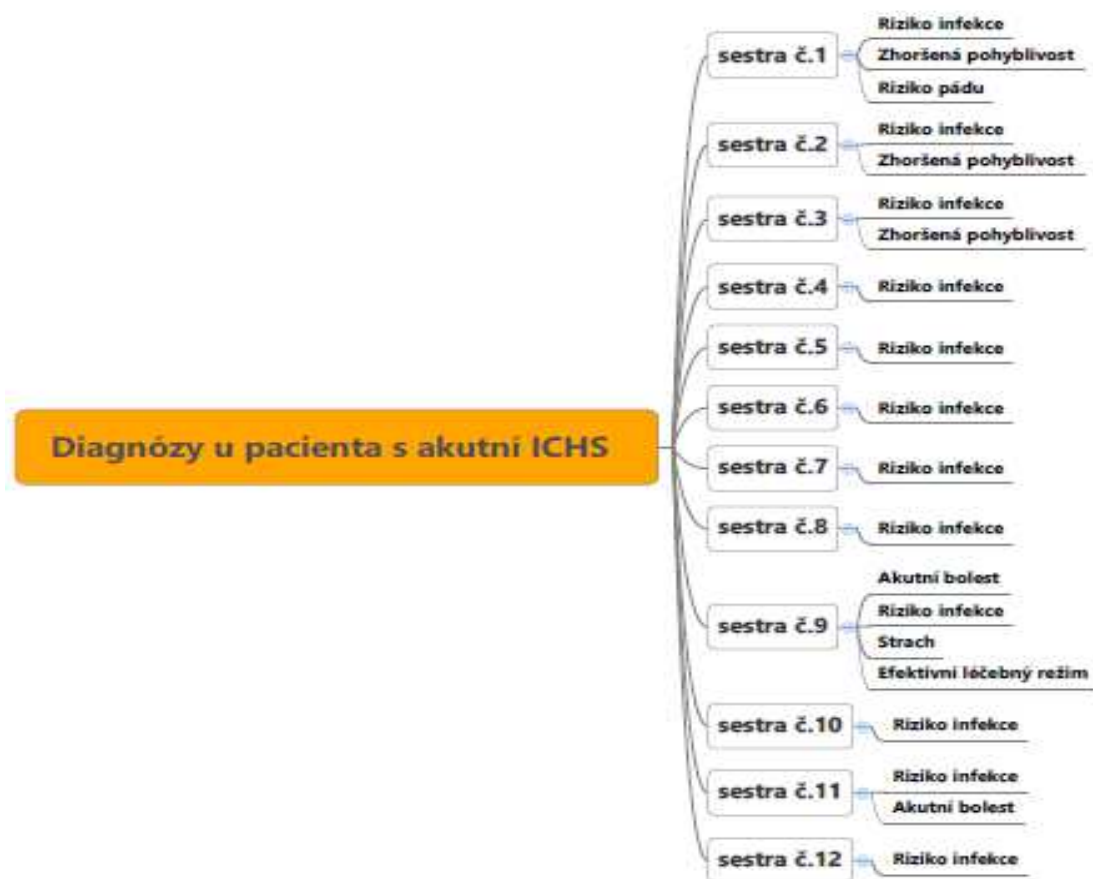 Diagnózy u pacienta s akutní ICHS
sestra č.1
Riziko infekce
Zhoršená pohyblivost
Riziko pádu
sestra č.2
Riziko infekce
Zhoršená pohyblivost
sestra č.3
Riziko infekce
Zhoršená pohyblivost
sestra č.4
Riziko infekce
sestra č.5
Riziko infekce
sestra č.6
Riziko infekce
sestra č.7
Riziko infekce
sestra č.8
Riziko infekce
sestra č.9
Akutní bolest
Riziko infekce
Strach
Efektivní léčebný režim
sestra č.10
Riziko infekce
sestra č.11
Riziko infekce
Akutní bolest
sestra č.12
Riziko infekce